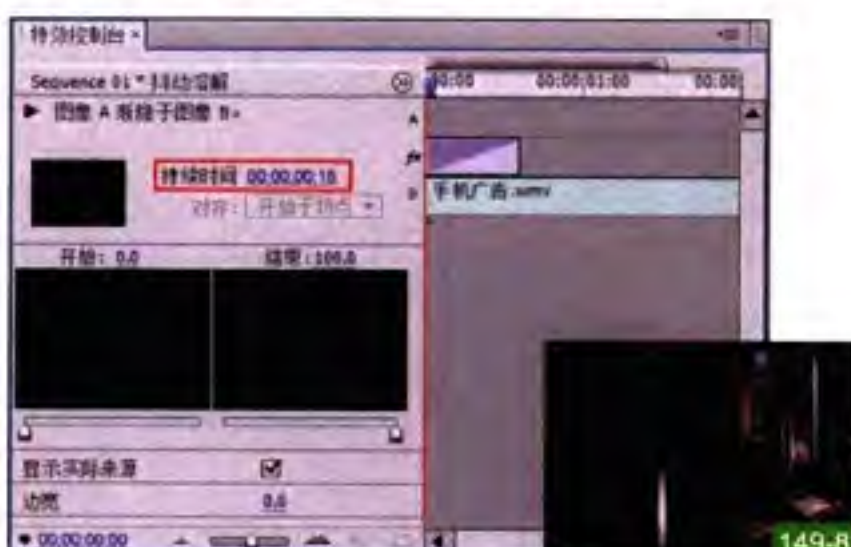 特效控制台 ×
Sequence 01 * 抖动溶解
00:00 00;00;01;00 00;00;
▶ 图像 A 渐隐于图像 B。
A
fx
持续时间 00;00;00;18
对齐: 开始于切点
B
手机广告.wmv
开始: 0.0 结束: 100.0
显示实际来源
边宽 0.0
00;00;00;00
149-8